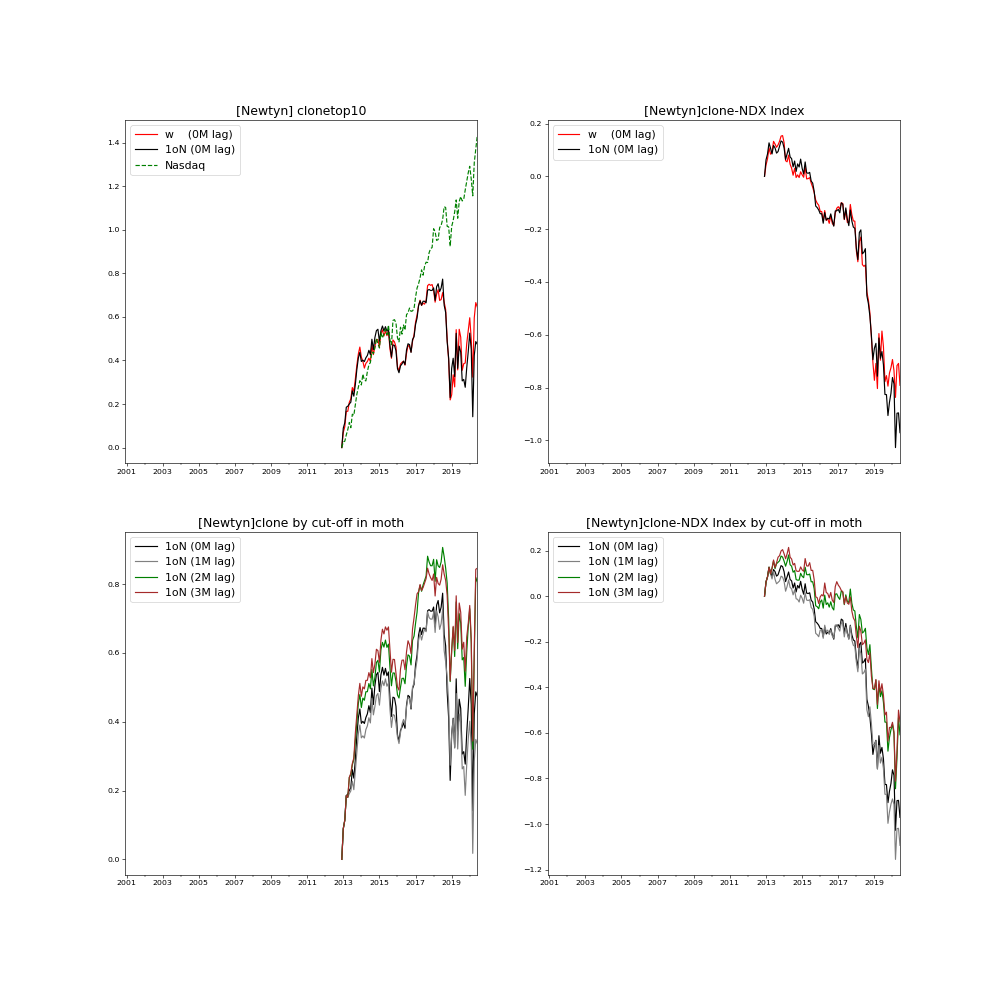 [Newtyn] clonetop10
w    (0M lag)
1oN (0M lag)
Nasdaq
1.4
1.2
1.0
0.8
0.6
0.4
0.2
0.0
2001 2003 2005 2007 2009 2011 2013 2015 2017 2019
[Newtyn]clone-NDX Index
w    (0M lag)
1oN (0M lag)
0.2
0.0
−0.2
−0.4
−0.6
−0.8
−1.0
2001 2003 2005 2007 2009 2011 2013 2015 2017 2019
[Newtyn]clone by cut-off in moth
1oN (0M lag)
1oN (1M lag)
1oN (2M lag)
1oN (3M lag)
0.8
0.6
0.4
0.2
0.0
2001 2003 2005 2007 2009 2011 2013 2015 2017 2019
[Newtyn]clone-NDX Index by cut-off in moth
1oN (0M lag)
1oN (1M lag)
1oN (2M lag)
1oN (3M lag)
0.2
0.0
−0.2
−0.4
−0.6
−0.8
−1.0
−1.2
2001 2003 2005 2007 2009 2011 2013 2015 2017 2019